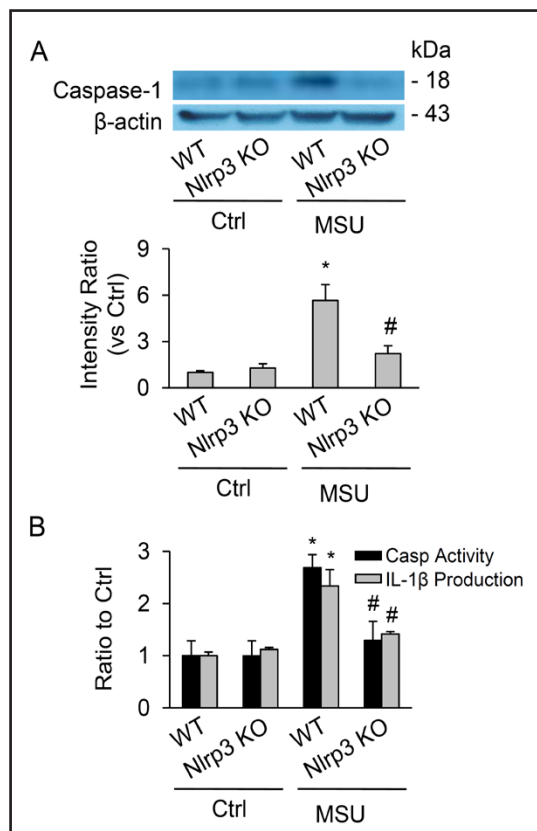 A
kDa
Caspase-1
- 18
β-actin
- 43
WT
Nlrp3 KO
WT
Nlrp3 KO
Ctrl
MSU
Intensity Ratio
(vs Ctrl)
9
6
3
0
*
#
WT
Nlrp3 KO
WT
Nlrp3 KO
Ctrl
MSU
B
Ratio to Ctrl
3
2
1
0
* *
# #
Casp Activity
IL-1β Production
WT
Nlrp3 KO
WT
Nlrp3 KO
Ctrl
MSU